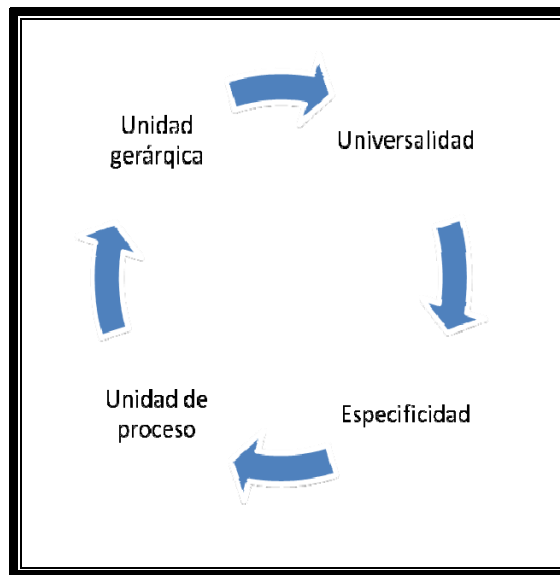 Unidad
gerárqica
Universalidad
Unidad de
proceso
Especificidad